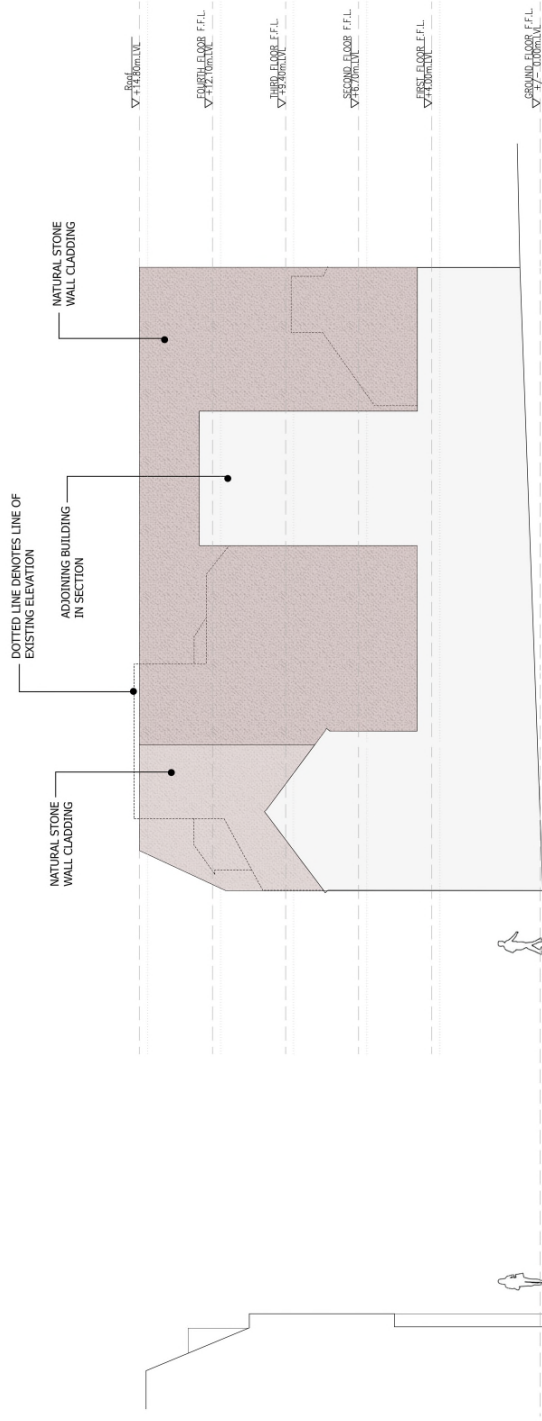 Roof
+14.80m.LVL
FOURTH FLOOR F.F.L.
+12.10m.LVL
THIRD FLOOR F.F.L.
+9.40m.LVL
SECOND FLOOR F.F.L.
+6.70m.LVL
FIRST FLOOR F.F.L.
+4.00m.LVL
GROUND FLOOR F.F.L.
+/- 0.00m.LVL
NATURAL STONE
WALL CLADDING
DOTTED LINE DENOTES LINE OF
EXISTING ELEVATION
ADJOINING BUILDING
IN SECTION
NATURAL STONE
WALL CLADDING